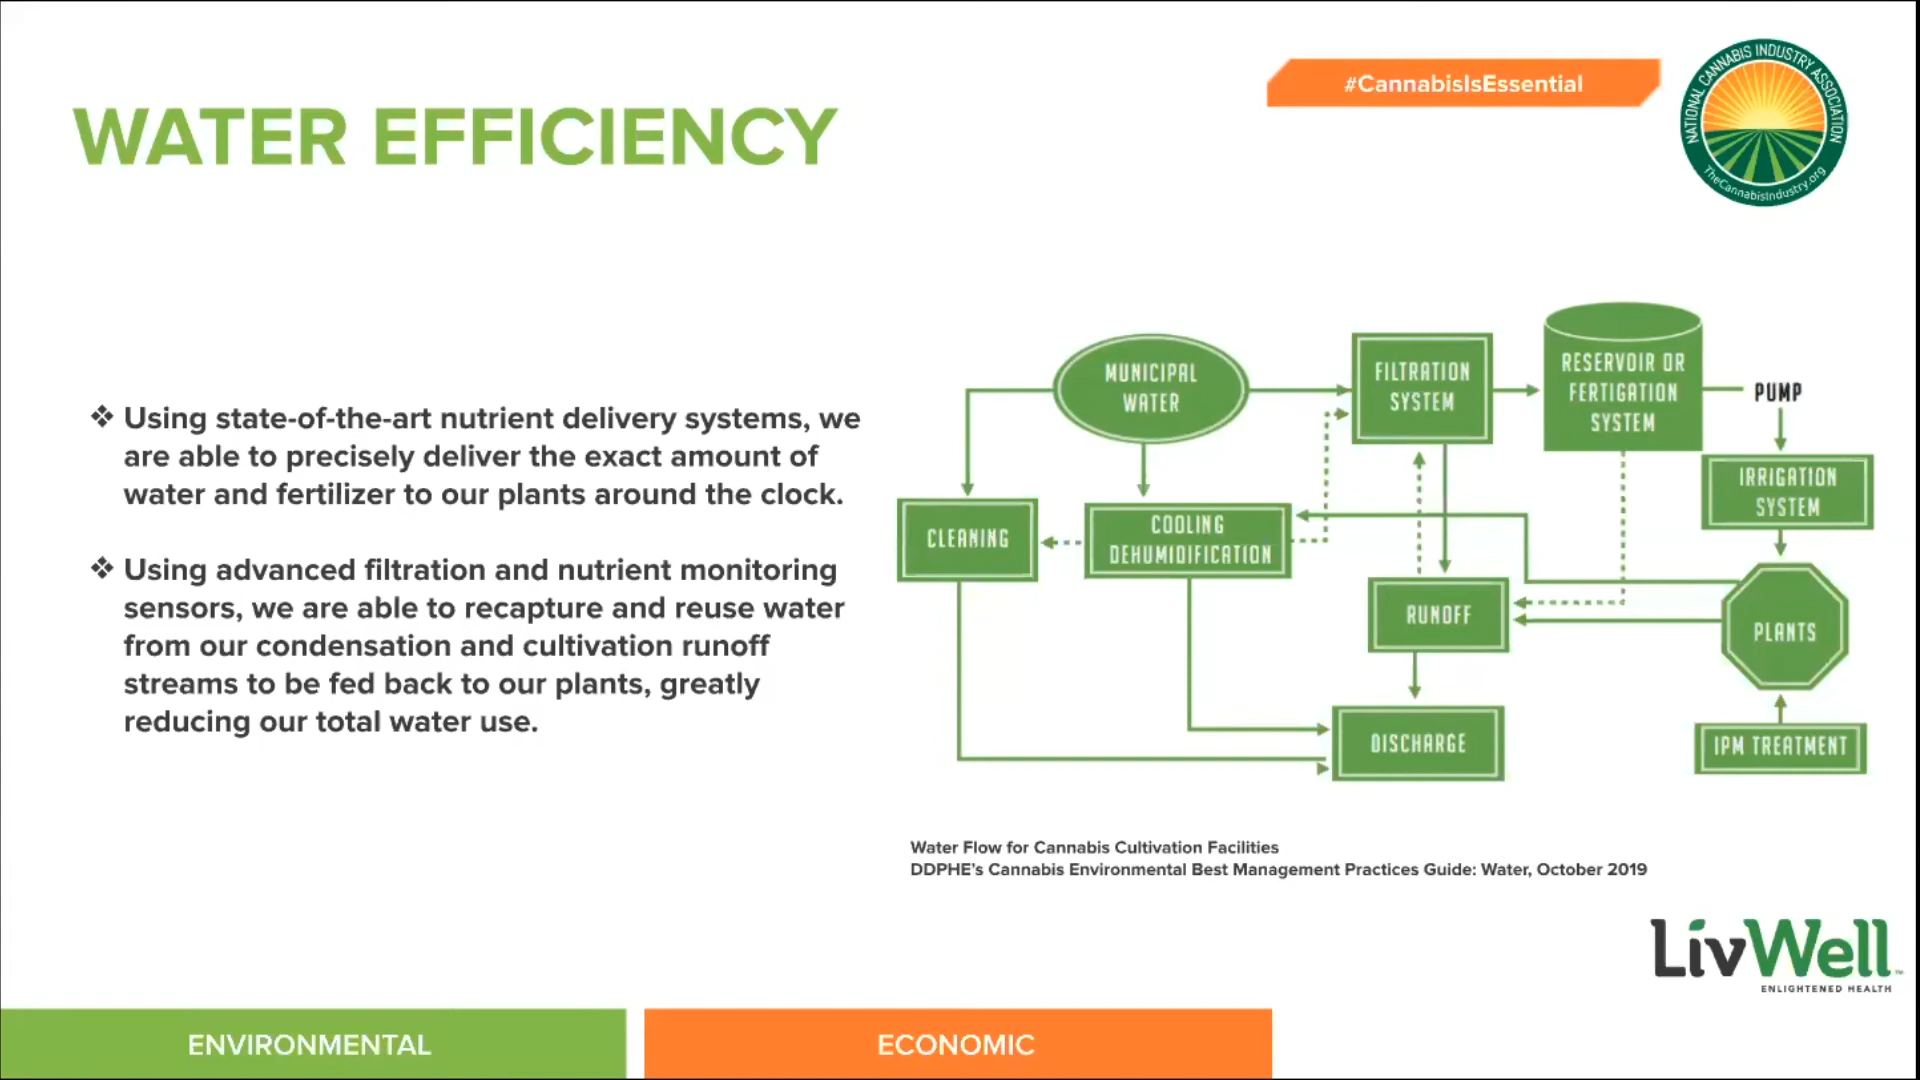 #CannabisIsEssential
NATIONAL CANNABIS INDUSTRY ASSOCIATION
TheCannabisIndustry.org
WATER EFFICIENCY
❖ Using state-of-the-art nutrient delivery systems, we
are able to precisely deliver the exact amount of
water and fertilizer to our plants around the clock.
❖ Using advanced filtration and nutrient monitoring
sensors, we are able to recapture and reuse water
from our condensation and cultivation runoff
streams to be fed back to our plants, greatly
reducing our total water use.
MUNICIPAL
WATER
FILTRATION
SYSTEM
RESERVOIR OR
FERTIGATION
SYSTEM
PUMP
IRRIGATION
SYSTEM
CLEANING
COOLING
DEHUMIDIFICATION
RUNOFF
PLANTS
DISCHARGE
IPM TREATMENT
Water Flow for Cannabis Cultivation Facilities
DDPHE's Cannabis Environmental Best Management Practices Guide: Water, October 2019
LivWell™
ENLIGHTENED HEALTH
ENVIRONMENTAL
ECONOMIC